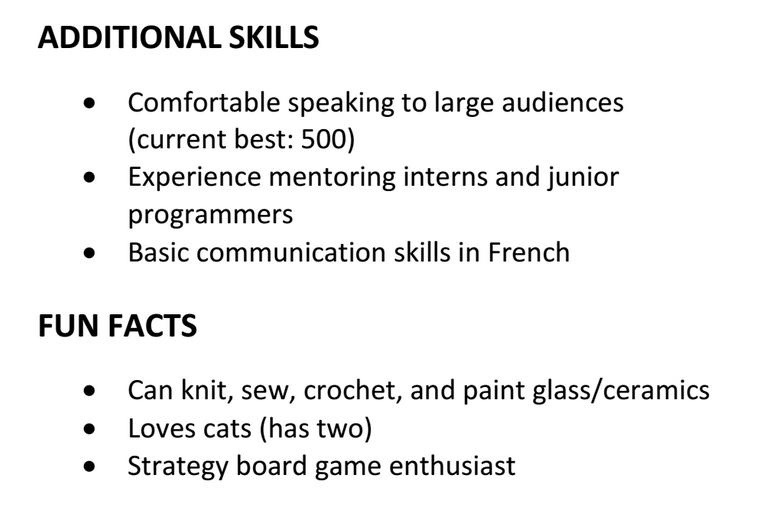 ADDITIONAL SKILLS
• Comfortable speaking to large audiences
(current best: 500)
• Experience mentoring interns and junior
programmers
• Basic communication skills in French
FUN FACTS
• Can knit, sew, crochet, and paint glass/ceramics
• Loves cats (has two)
• Strategy board game enthusiast